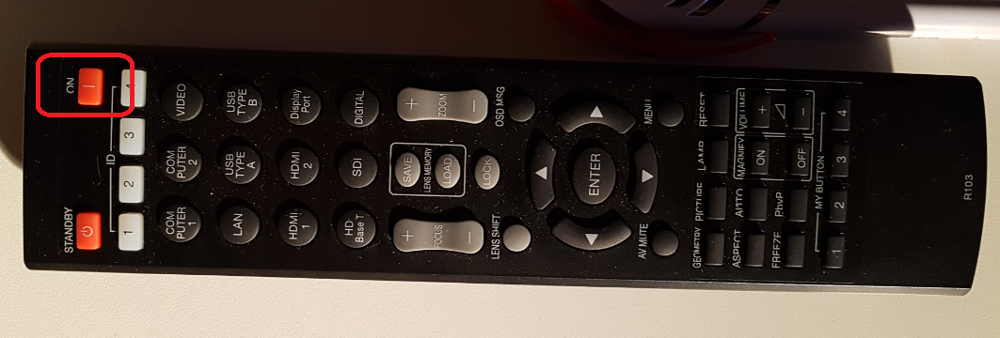 STANDBY
ON
1
2
3
4
ID
COM
PUTER
1
COM
PUTER
2
VIDEO
LAN
USB
TYPE
A
USB
TYPE
B
HDMI
1
HDMI
2
Display
Port
HD
BaseT
SDI
DIGITAL
+
FOCUS
−
SAVE
LENS MEMORY
LOAD
+
ZOOM
−
LENS SHIFT
LOCK
OSD MSG
ENTER
AV MUTE
MENU
GEOMETRY
PICTURE
LAMP
RESET
ASPECT
AUTO
MAGNIFY
ON
OFF
VOLUME
+
−
FREEZE
PbyP
MY BUTTON
1
2
3
4
R103